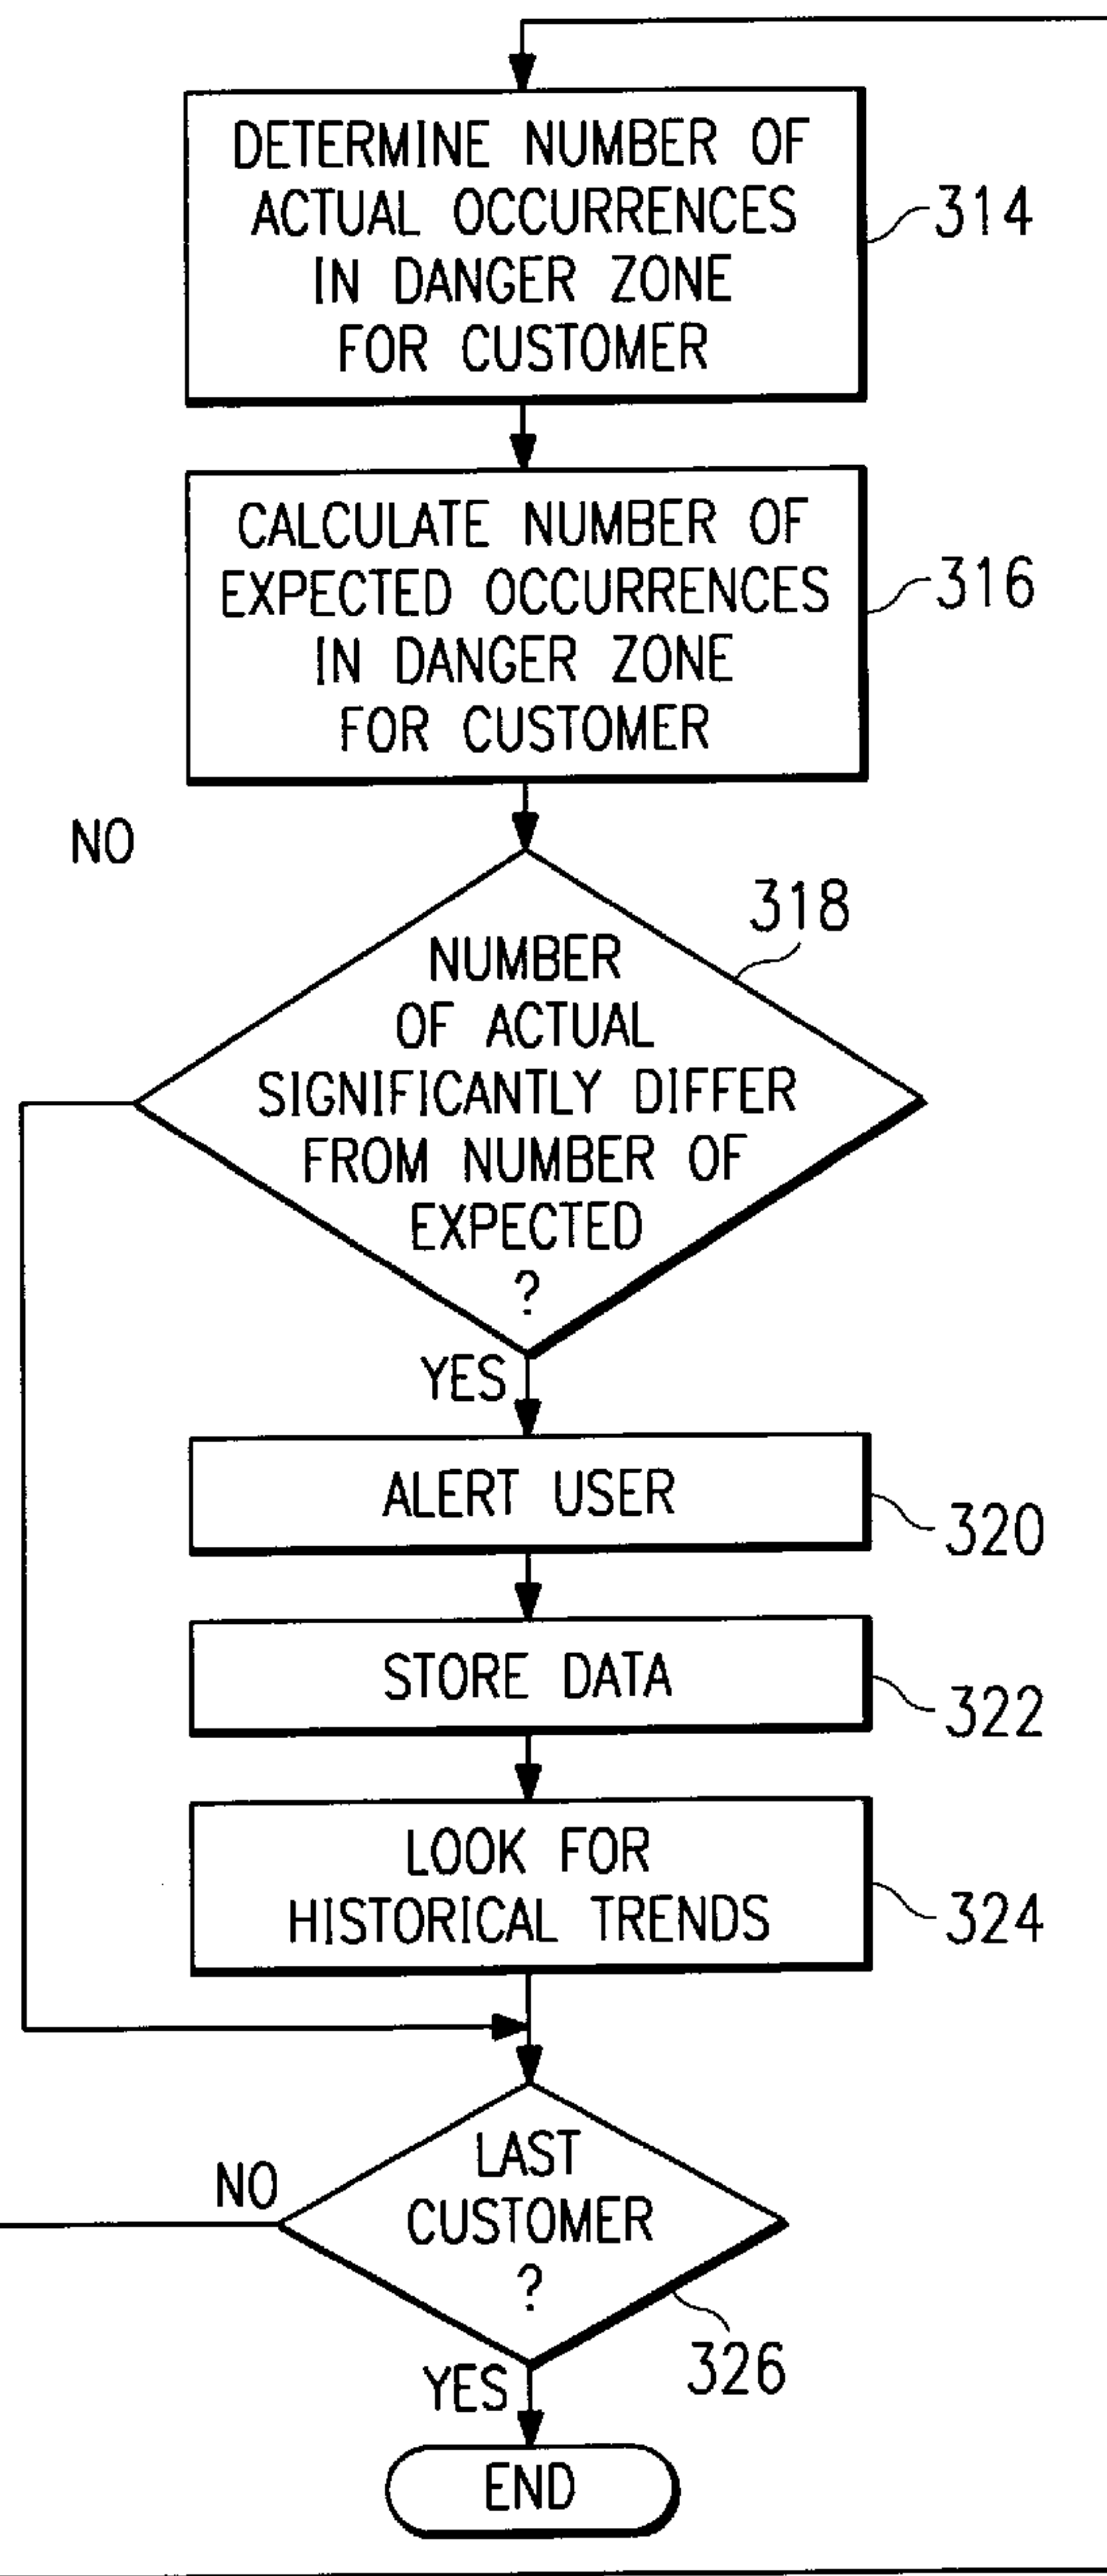 DETERMINE NUMBER OF
ACTUAL OCCURRENCES
IN DANGER ZONE
FOR CUSTOMER
314
CALCULATE NUMBER OF
EXPECTED OCCURRENCES
IN DANGER ZONE
FOR CUSTOMER
316
NO
318
NUMBER
OF ACTUAL
SIGNIFICANTLY DIFFER
FROM NUMBER OF
EXPECTED
?
YES
ALERT USER
320
STORE DATA
322
LOOK FOR
HISTORICAL TRENDS
324
NO
LAST
CUSTOMER
?
326
YES
END